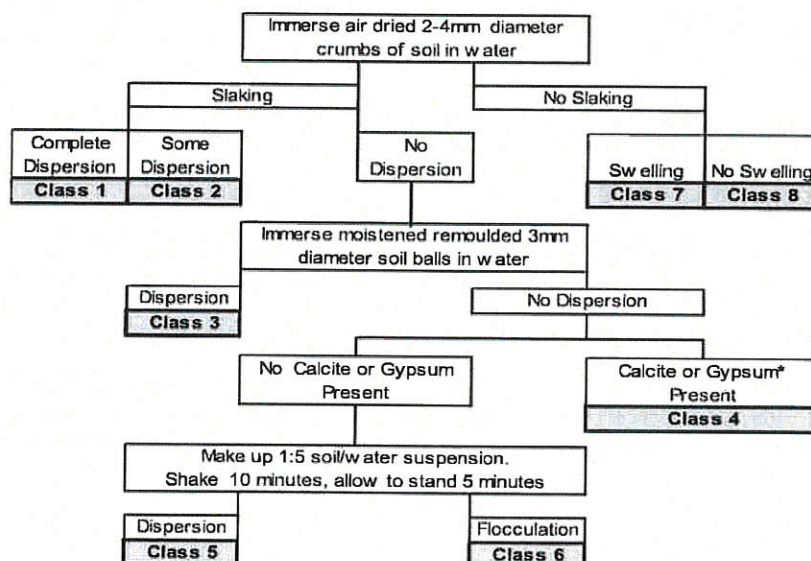 Immerse air dried 2-4mm diameter
crumbs of soil in water
Slaking
No Slaking
Complete
Dispersion
Class 1
Some
Dispersion
Class 2
No
Dispersion
Swelling
Class 7
No Swelling
Class 8
Immerse moistened remoulded 3mm
diameter soil balls in water
Dispersion
Class 3
No Dispersion
No Calcite or Gypsum
Present
Calcite or Gypsum*
Present
Class 4
Make up 1:5 soil/water suspension.
Shake 10 minutes, allow to stand 5 minutes
Dispersion
Class 5
Flocculation
Class 6